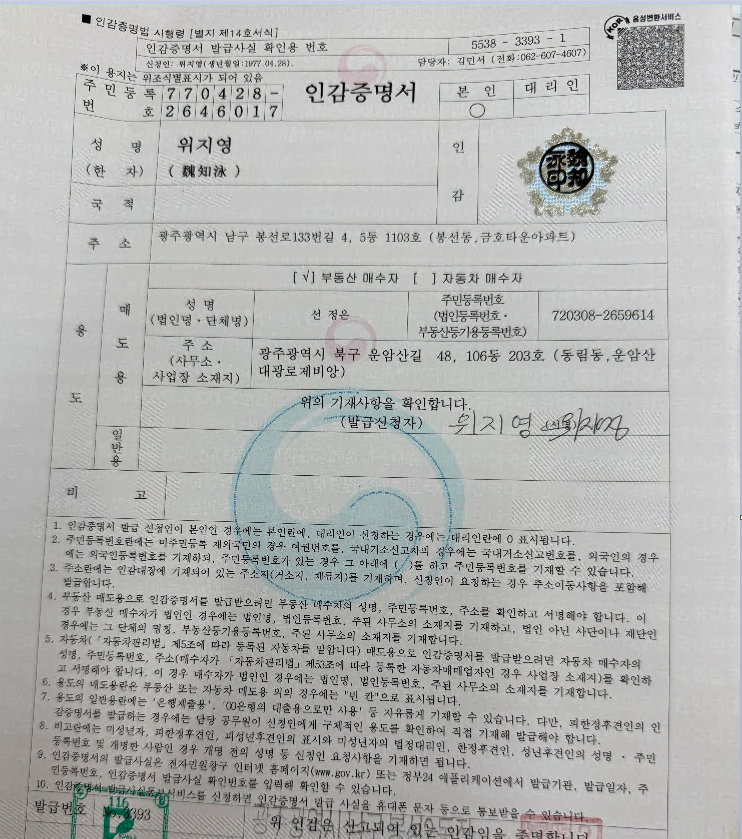 ■ 인감증명법 시행령 [별지 제14호서식]
음성변환서비스
인감증명서 발급사실 확인용 번호
5538 - 3393 - 1
신청인: 위지영(생년월일:1977.04.28).
담당자: 김민서 (전화:062-607-4607)
※이 용지는 위조식별표시가 되어 있음
주민등록번호
770428-
2646017
인감증명서
본 인
대 리 인
○
성 명
(한 자)
위지영
( 魏知泳 )
인
감
국 적
주 소
광주광역시 남구 봉선로133번길 4, 5동 1103호 (봉선동,금호타운아파트)
용
도
매
도
용
[√] 부동산 매수자 [ ] 자동차 매수자
성 명
(법인명·단체명)
선 정은
주민등록번호
(법인등록번호·
부동산등기용등록번호)
720308-2659614
주 소
(사무소·
사업장 소재지)
광주광역시 북구 운암산길 48, 106동 203호 (동림동,운암산
대광로제비앙)
위의 기재사항을 확인합니다.
(발급신청자) 위지영
일
반
용
비 고
1. 인감증명서 발급 신청인이 본인인 경우에는 본인란에, 대리인이 신청하는 경우에는 대리인란에 O 표시됩니다.
2. 주민등록번호란에는 미주민등록 재외국민의 경우 여권번호를, 국내거소신고자의 경우에는 국내거소신고번호를, 외국인의 경우
에는 외국인등록번호를 기재하되, 주민등록번호가 있는 경우 그 아래에 ( )를 하고 주민등록번호를 기재할 수 있습니다.
3. 주소란에는 인감대장에 기재되어 있는 주소지(거소지, 체류지)를 기재하며, 신청인이 요청하는 경우 주소이동사항을 포함해
발급합니다.
4. 부동산 매도용으로 인감증명서를 발급받으려면 부동산 매수자의 성명, 주민등록번호, 주소를 확인하고 서명해야 합니다. 이
경우 부동산 매수자가 법인인 경우에는 법인명, 법인등록번호, 주된 사무소의 소재지를 기재하고, 법인 아닌 사단이나 재단인
경우에는 그 단체의 명칭, 부동산등기용등록번호, 주된 사무소의 소재지를 기재합니다.
5. 자동차(「자동차관리법」제5조에 따라 등록된 자동차를 말합니다) 매도용으로 인감증명서를 발급받으려면 자동차 매수자의
성명, 주민등록번호, 주소(매수자가 「자동차관리법」제53조에 따라 등록한 자동차매매업자인 경우 사업장 소재지)를 확인하
고 서명해야 합니다. 이 경우 매수자가 법인인 경우에는 법인명, 법인등록번호, 주된 사무소의 소재지를 기재합니다.
6. 용도의 매도용란은 부동산 또는 자동차 매도용 외의 경우에는 "빈 칸"으로 표시됩니다.
7. 용도의 일반용란에는 '은행제출용', '00은행의 대출용으로만 사용' 등 자유롭게 기재할 수 있습니다. 다만, 피한정후견인의 인
감증명서를 발급하는 경우에는 담당 공무원이 신청인에게 구체적인 용도를 확인하여 직접 기재해 발급해야 합니다.
8. 비고란에는 미성년자, 피한정후견인, 피성년후견인의 표시와 미성년자의 법정대리인, 한정후견인, 성년후견인의 성명 · 주민
등록번호 및 개명한 사람인 경우 개명 전의 성명 등 신청인 요청사항을 기재하면 됩니다.
9. 인감증명서의 발급사실은 전자민원창구 인터넷 홈페이지(www.gov.kr) 또는 정부24 애플리케이션에서 발급기관, 발급일자, 주
민등록번호, 인감증명서 발급사실 확인번호를 입력해 확인할 수 있습니다.
10. 인감증명서 발급사실통보서비스를 신청하면 인감증명서 발급 사실을 휴대폰 문자 등으로 통보받을 수 있습니다.
발급번호
116
3393
위 인감은 신고되어 있는 인감임을 증명합니다